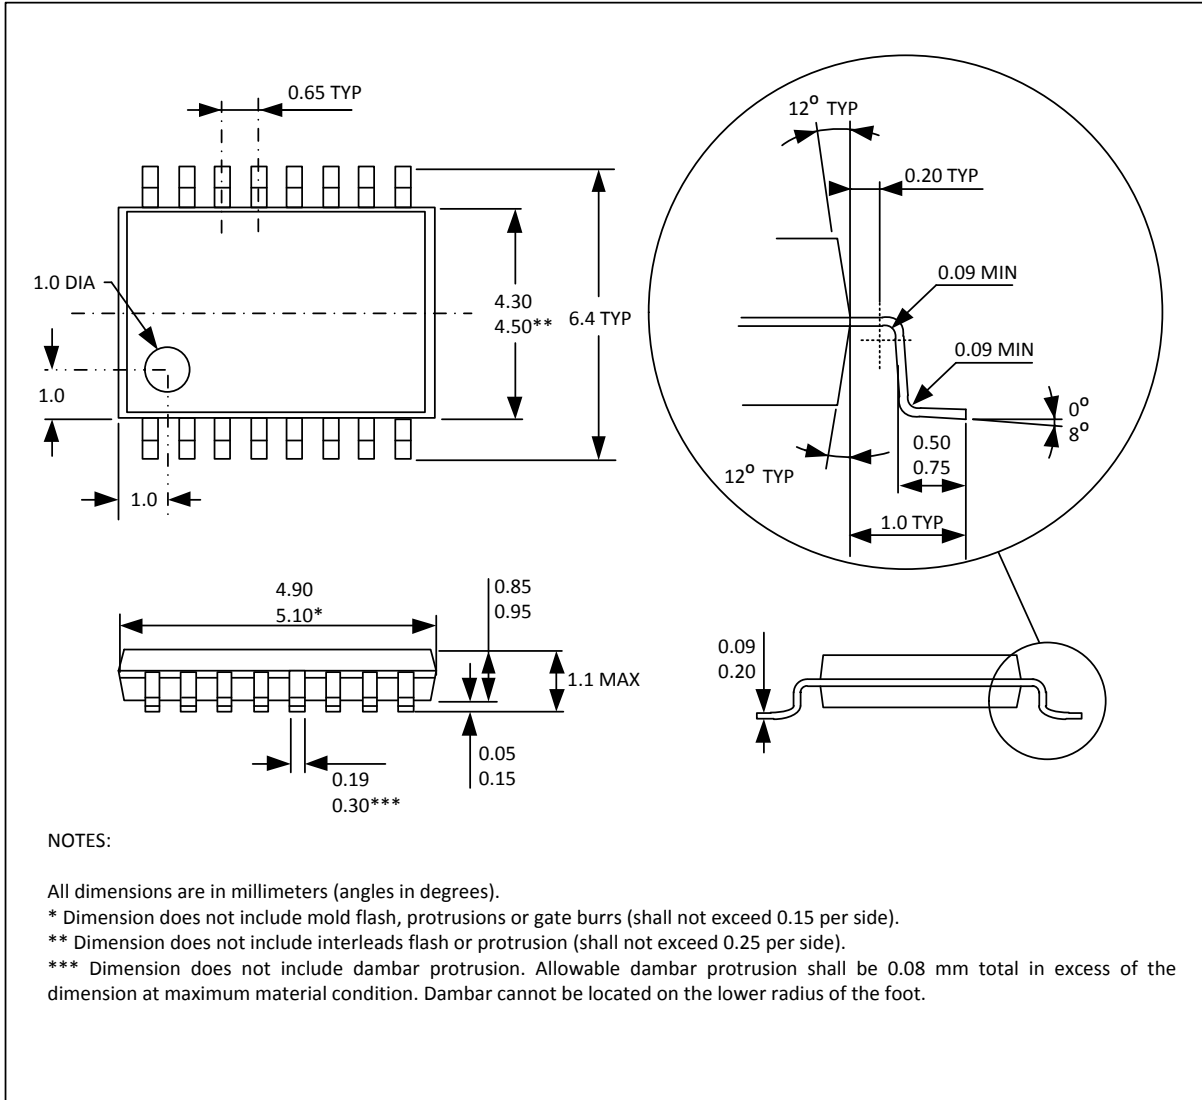 0.65 TYP
1.0 DIA
4.30
4.50**
6.4 TYP
1.0
1.0
12° TYP
0.20 TYP
0.09 MIN
0.09 MIN
0°
8°
0.50
0.75
12° TYP
1.0 TYP
4.90
5.10*
0.85
0.95
1.1 MAX
0.05
0.15
0.19
0.30***
0.09
0.20
NOTES:
All dimensions are in millimeters (angles in degrees).
* Dimension does not include mold flash, protrusions or gate burrs (shall not exceed 0.15 per side).
** Dimension does not include interleads flash or protrusion (shall not exceed 0.25 per side).
*** Dimension does not include dambar protrusion. Allowable dambar protrusion shall be 0.08 mm total in excess of the
dimension at maximum material condition. Dambar cannot be located on the lower radius of the foot.